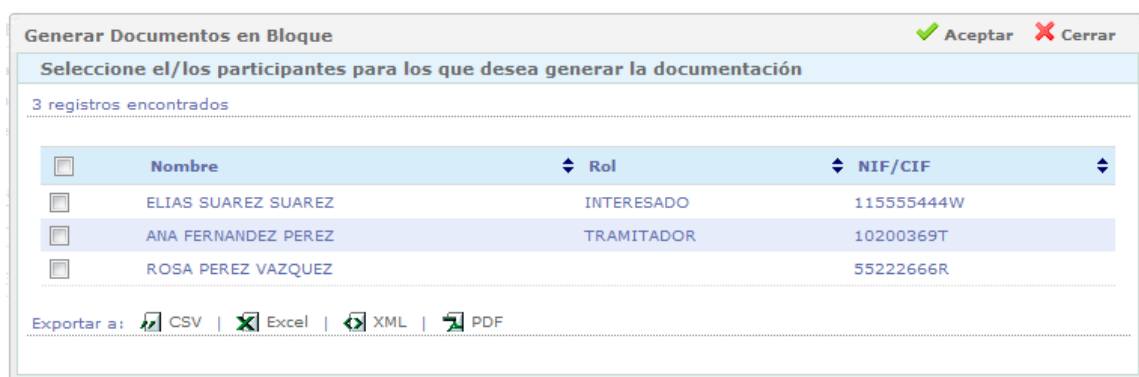 Generar Documentos en Bloque Aceptar Cerrar
Seleccione el/los participantes para los que desea generar la documentación
3 registros encontrados
Nombre Rol NIF/CIF
ELIAS SUAREZ SUAREZ INTERESADO 115555444W
ANA FERNANDEZ PEREZ TRAMITADOR 10200369T
ROSA PEREZ VAZQUEZ 55222666R
Exportar a: CSV | Excel | XML | PDF